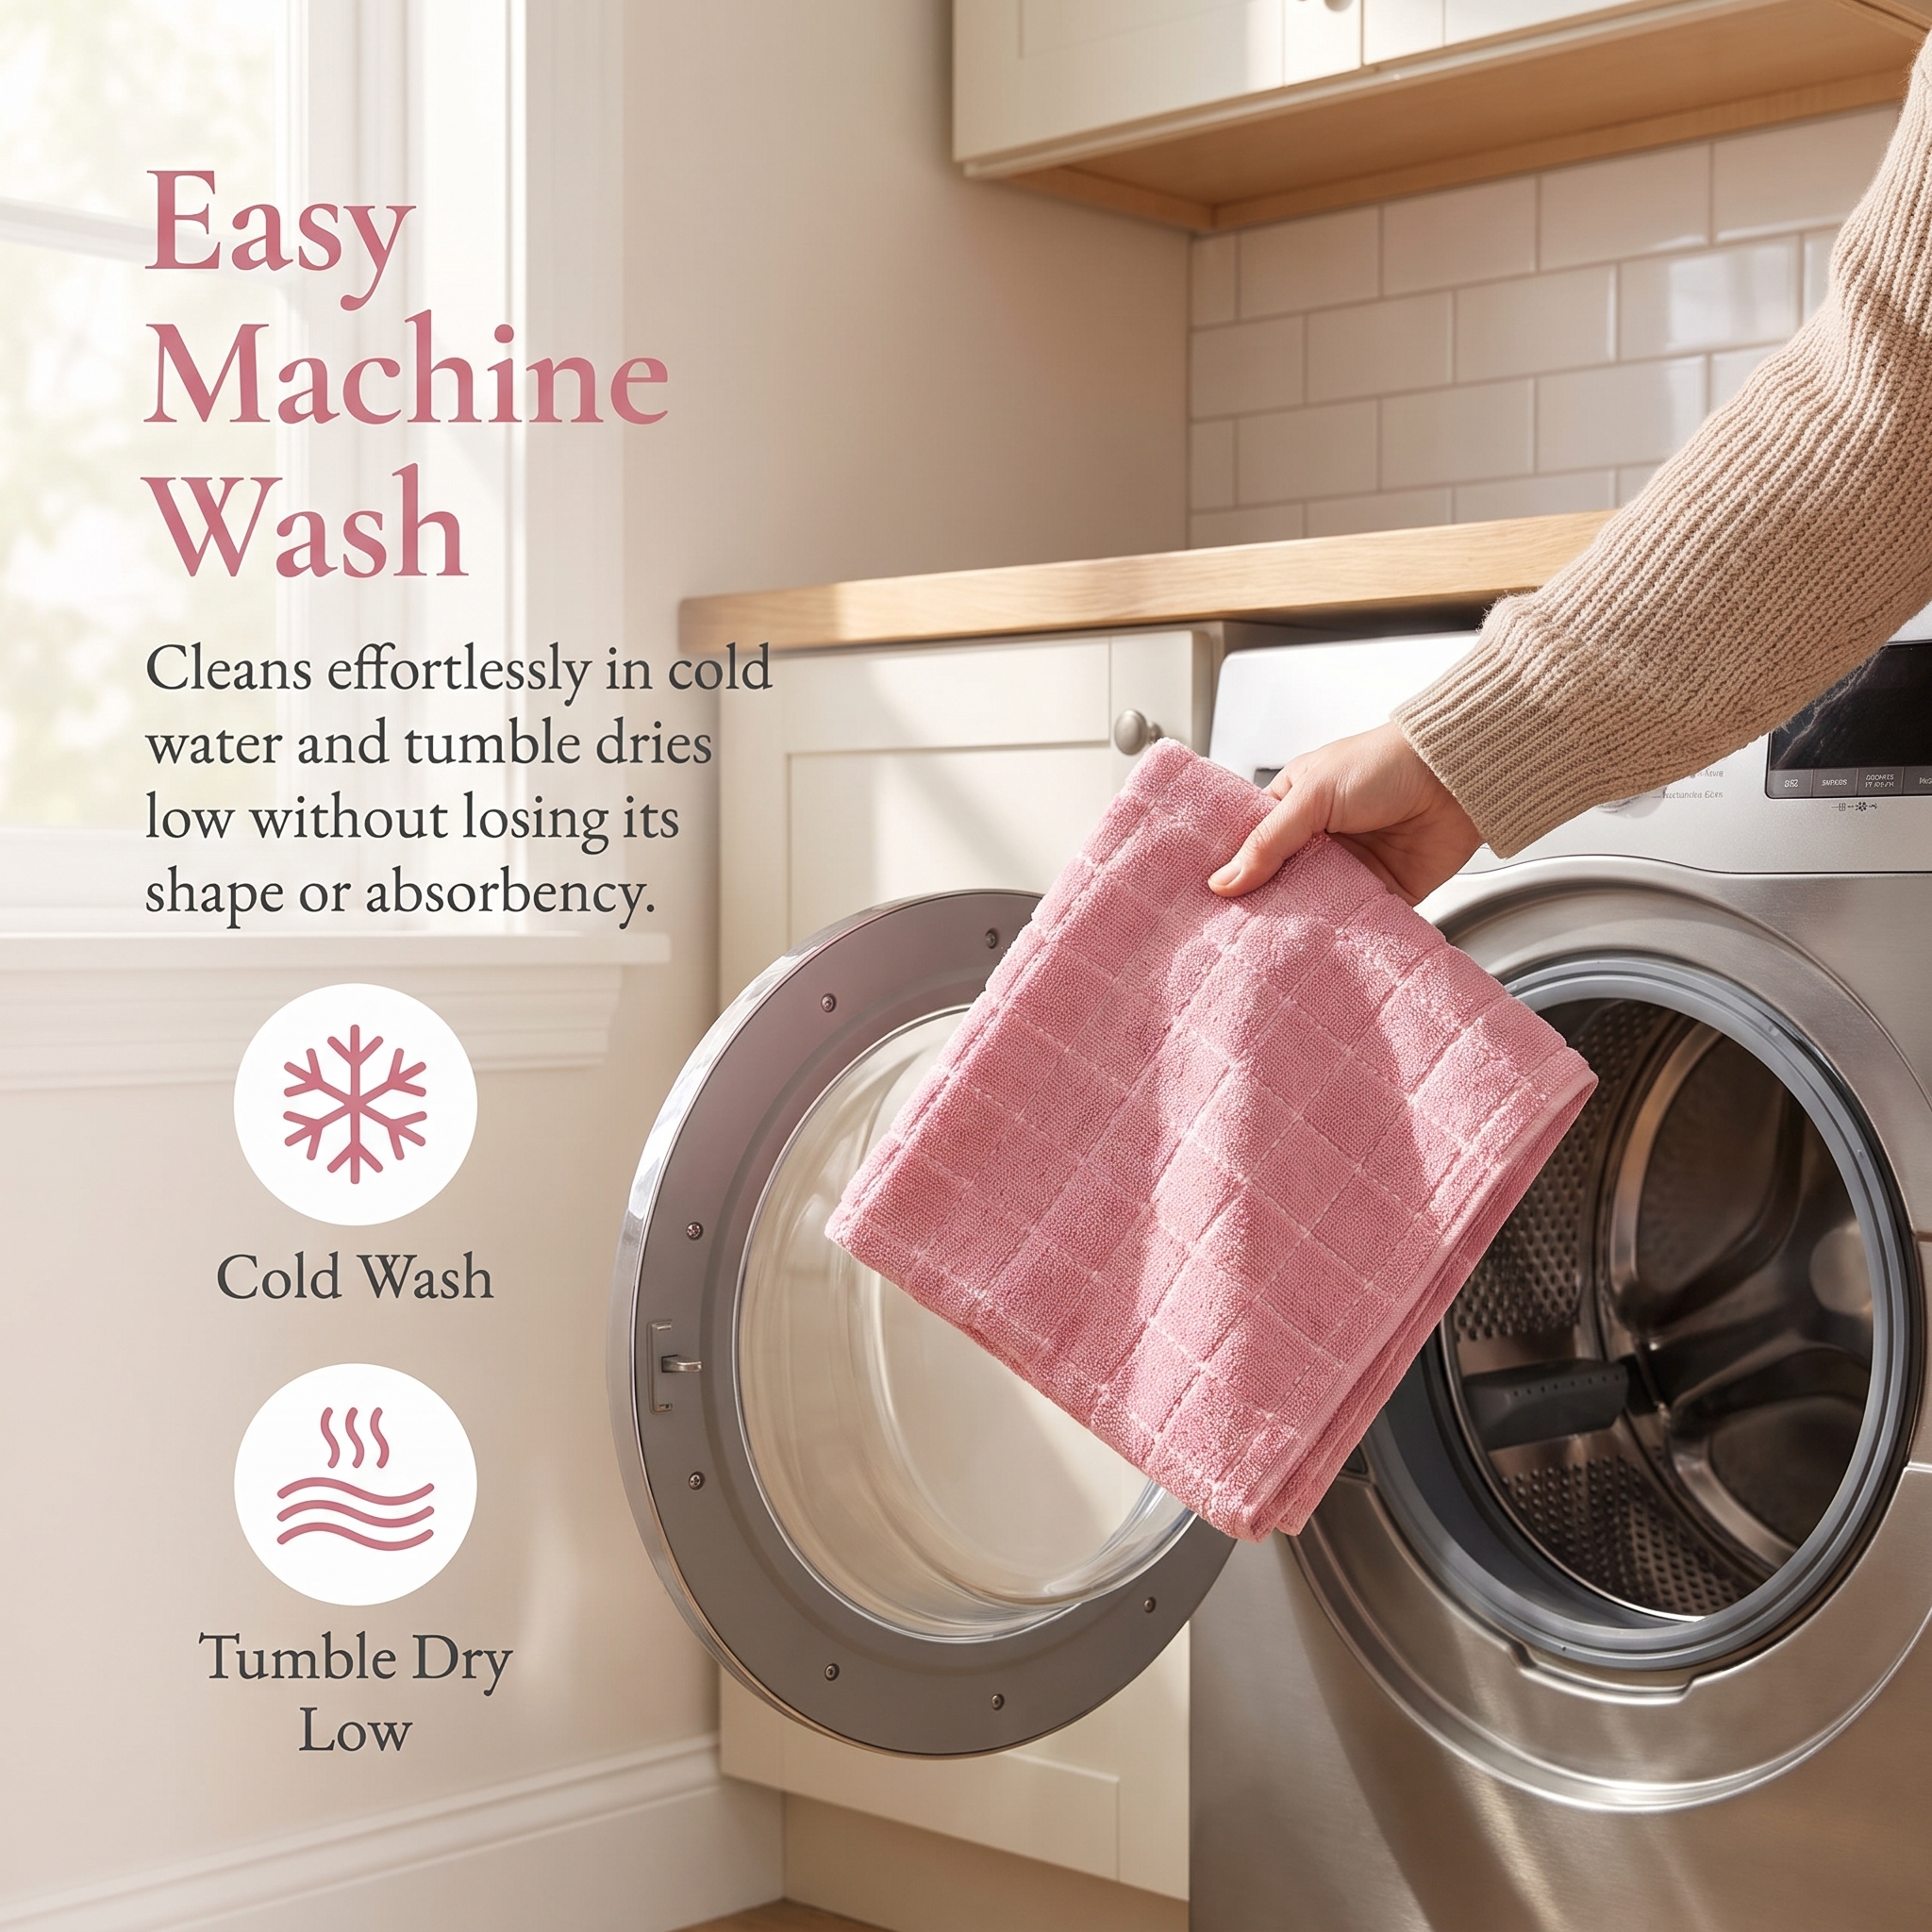 Easy
Machine
Wash
Cleans effortlessly in cold
water and tumble dries
low without losing its
shape or absorbency.
Cold Wash
Tumble Dry
Low